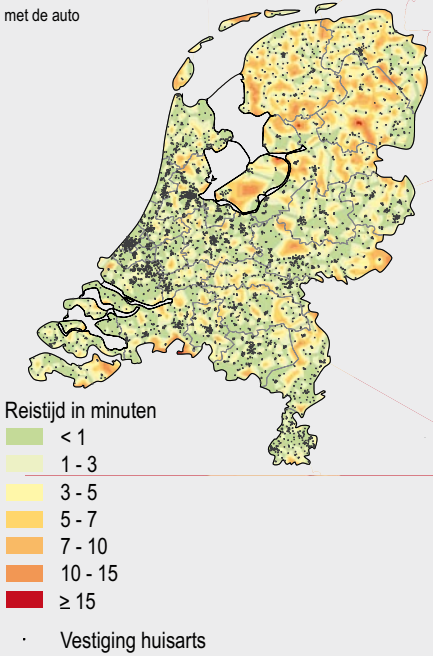 met de auto
Reistijd in minuten
< 1
1 - 3
3 - 5
5 - 7
7 - 10
10 - 15
≥ 15
Vestiging huisarts